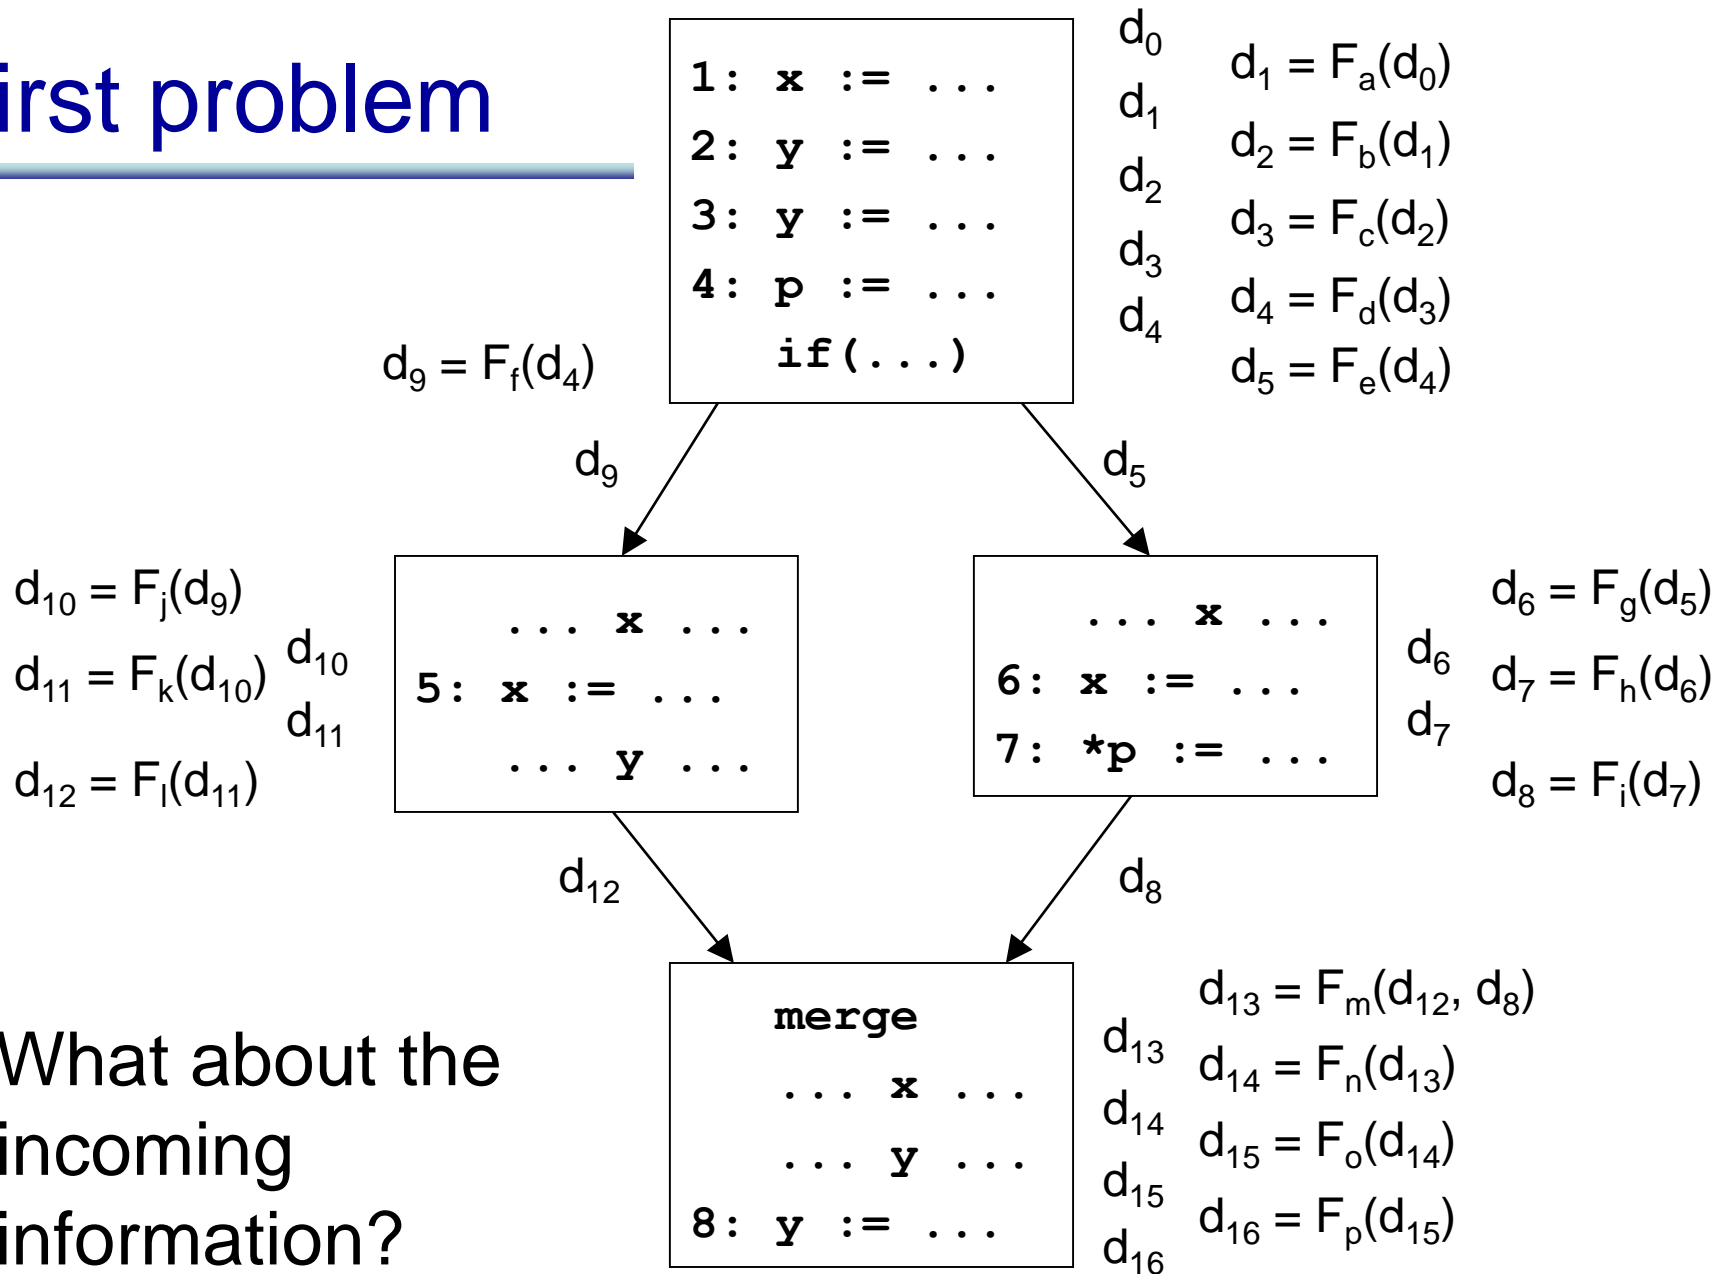 irst problem
1: x := ...
2: y := ...
3: y := ...
4: p := ...
if(...)
d0
d1
d2
d3
d4
d1 = Fa(d0)
d2 = Fb(d1)
d3 = Fc(d2)
d4 = Fd(d3)
d5 = Fe(d4)
d9 = Ff(d4)
d9
d5
d10 = Fj(d9)
d11 = Fk(d10)
d12 = Fl(d11)
d10
d11
... x ...
5: x := ...
... y ...
... x ...
6: x := ...
7: *p := ...
d6
d7
d6 = Fg(d5)
d7 = Fh(d6)
d8 = Fi(d7)
d12
d8
What about the
incoming
information?
merge
... x ...
... y ...
8: y := ...
d13
d14
d15
d16
d13 = Fm(d12, d8)
d14 = Fn(d13)
d15 = Fo(d14)
d16 = Fp(d15)